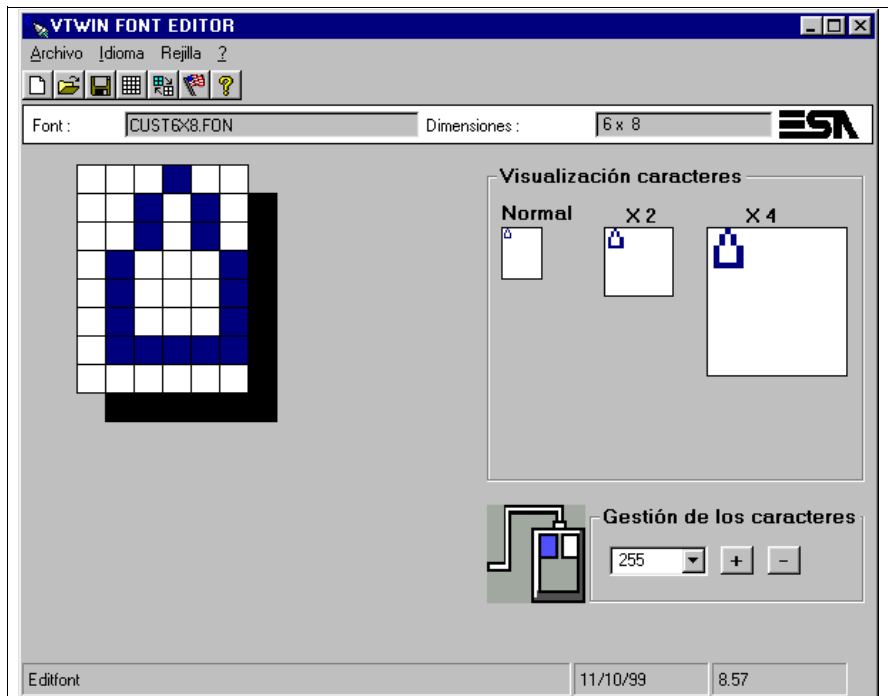 VTWIN FONT EDITOR
Archivo Idioma Rejilla ?
Font : CUST6X8.FON Dimensiones : 6 x 8 ESA
Visualización caracteres
Normal X 2 X 4
Gestión de los caracteres
255 + -
Editfont 11/10/99 8.57